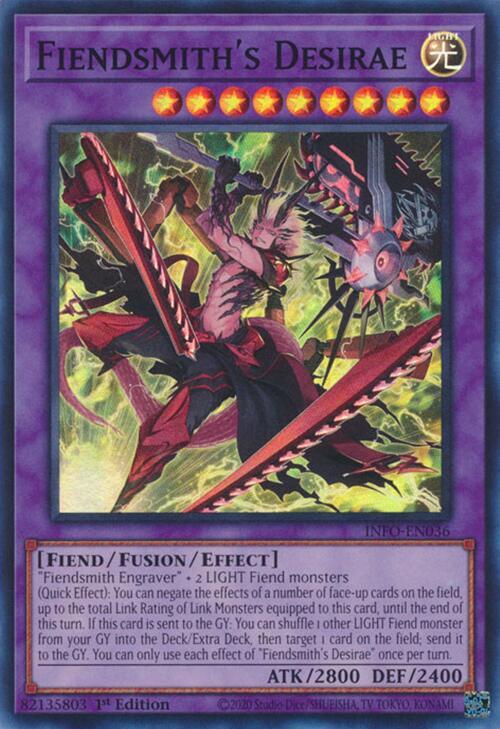 FIENDSMITH'S DESIRAE
LIGHT
光
INFO-EN036
[FIEND/FUSION/EFFECT]
"Fiendsmith Engraver" + 2 LIGHT Fiend monsters
(Quick Effect): You can negate the effects of a number of face-up cards on the field,
up to the total Link Rating of Link Monsters equipped to this card, until the end of
this turn. If this card is sent to the GY: You can shuffle 1 other LIGHT Fiend monster
from your GY into the Deck/Extra Deck, then target 1 card on the field; send it
to the GY. You can only use each effect of "Fiendsmith's Desirae" once per turn.
ATK/2800 DEF/2400
82135803 1st Edition ©2020 Studio Dice/SHUEISHA, TV TOKYO, KONAMI